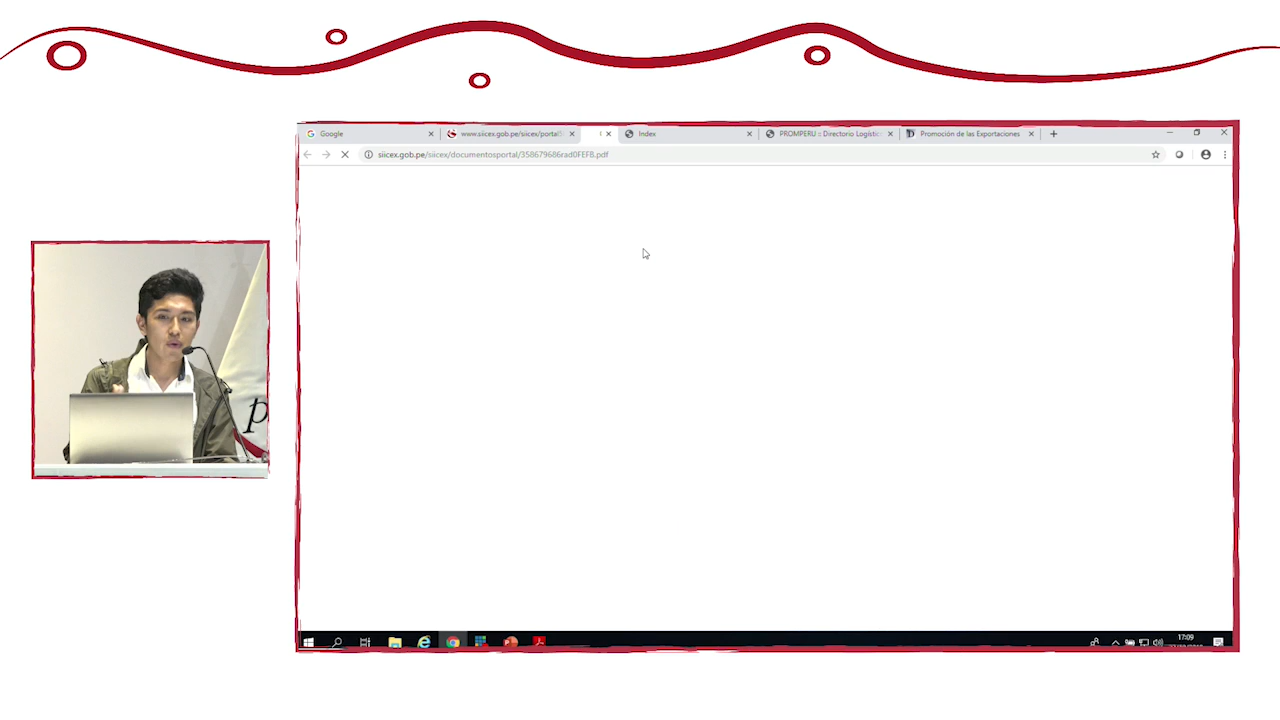 Google
www.siicex.gob.pe/siicex/portal5
Index
PROMPERU :: Directorio Logístic
Promoción de las Exportaciones
siicex.gob.pe/siicex/documentosportal/358679686rad0FEFB.pdf
p
17:09